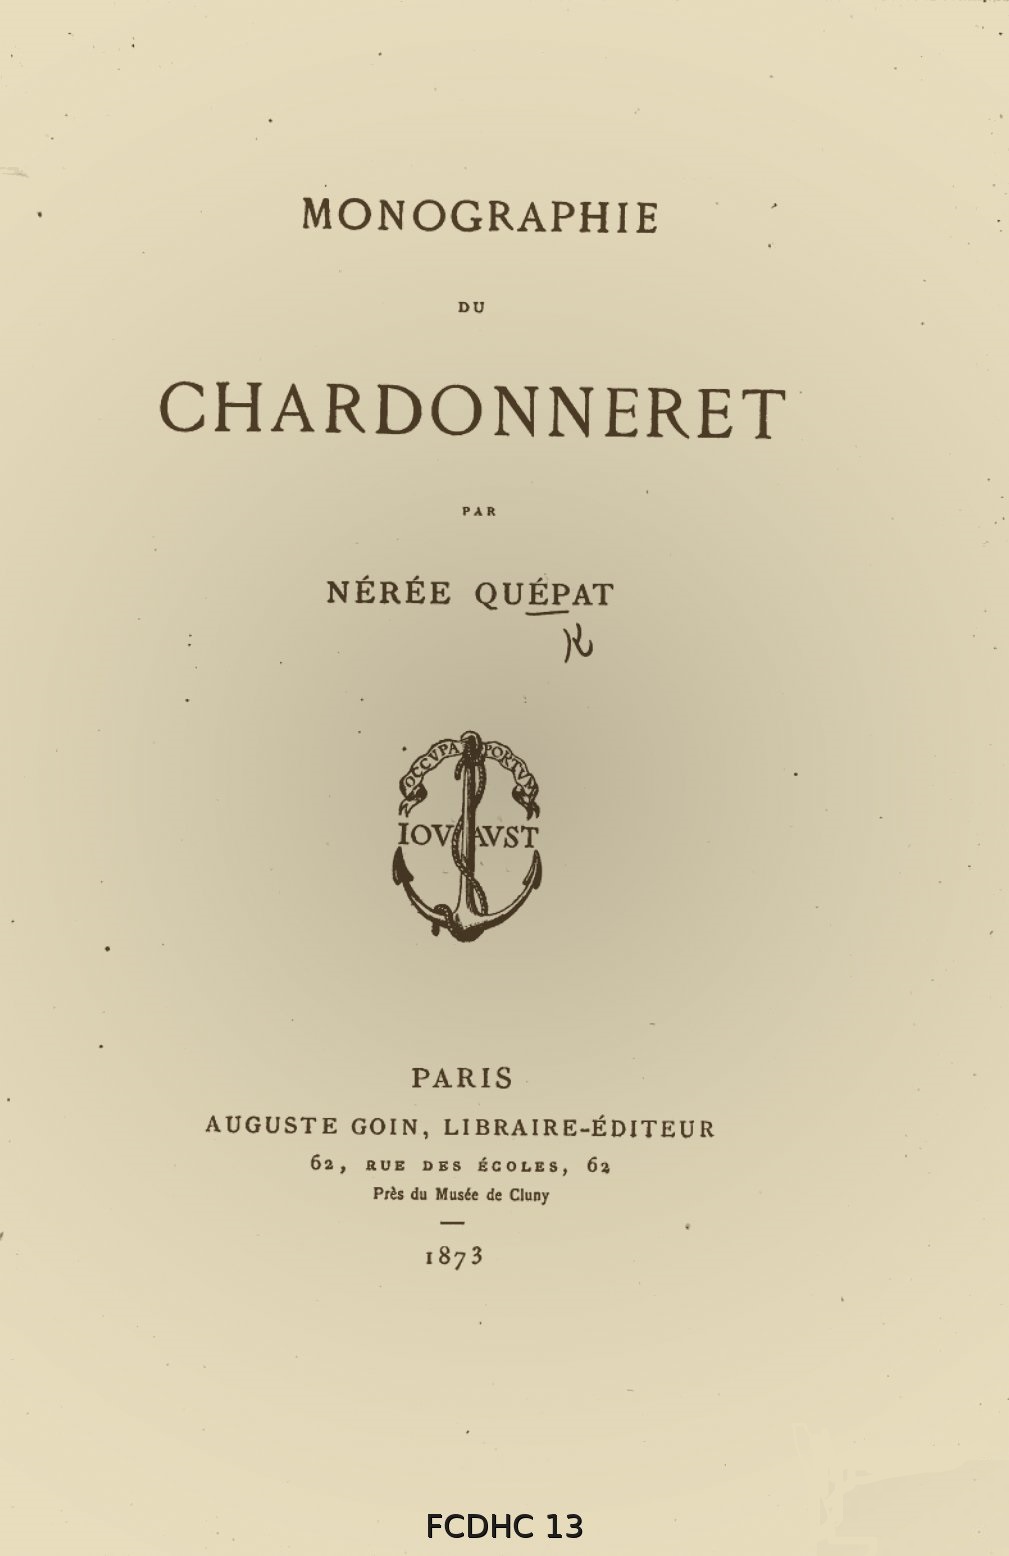 MONOGRAPHIE
DU
CHARDONNERET
PAR
NÉRÉE QUÉPAT
OCCVPA PORTVM
IOV AVST
PARIS
AUGUSTE GOIN, LIBRAIRE-ÉDITEUR
62, RUE DES ÉCOLES, 62
Près du Musée de Cluny
1873
FCDHC 13